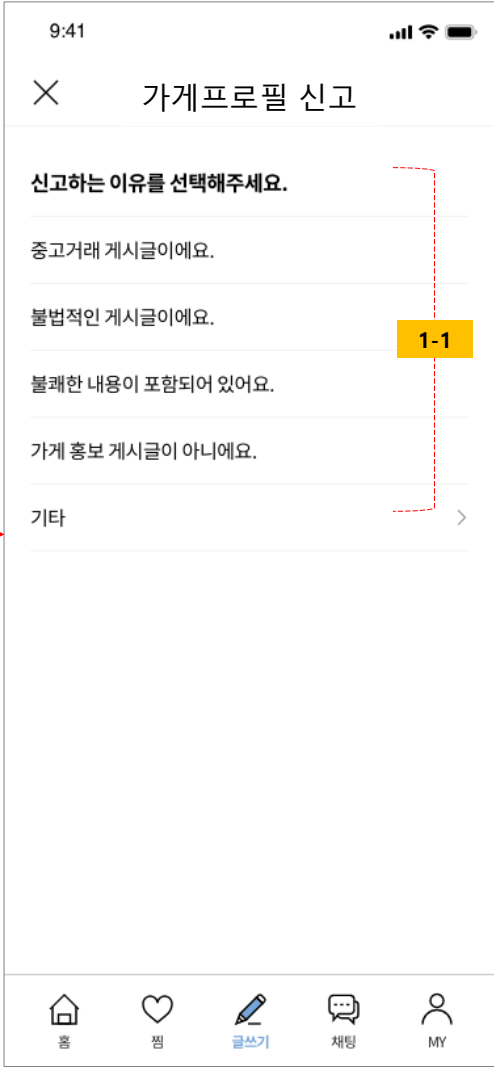 9:41
가게프로필 신고
신고하는 이유를 선택해주세요.
중고거래 게시글이에요.
불법적인 게시글이에요.
1-1
불쾌한 내용이 포함되어 있어요.
가게 홍보 게시글이 아니에요.
기타
홈 찜 글쓰기 채팅 MY